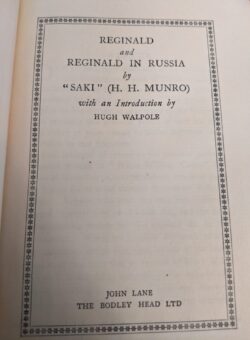 REGINALD
and
REGINALD IN RUSSIA
by
"SAKI" (H. H. MUNRO)
with an Introduction by
HUGH WALPOLE
JOHN LANE
THE BODLEY HEAD LTD